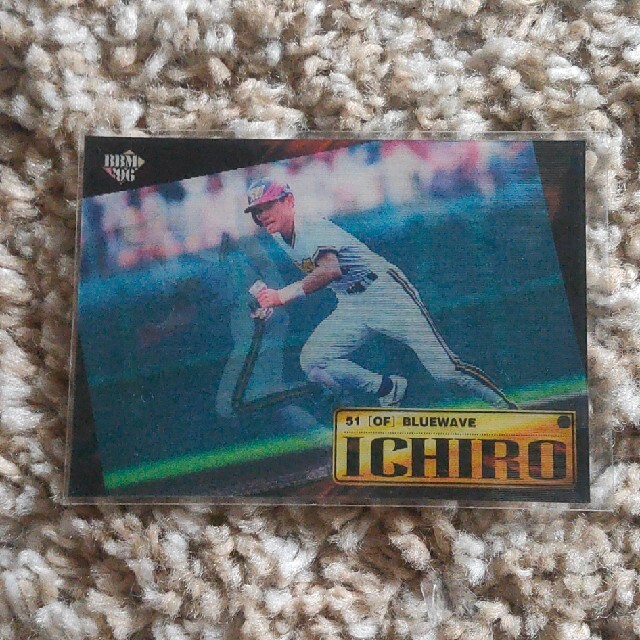 BBM
'96
51 [OF] BLUEWAVE
ICHIRO